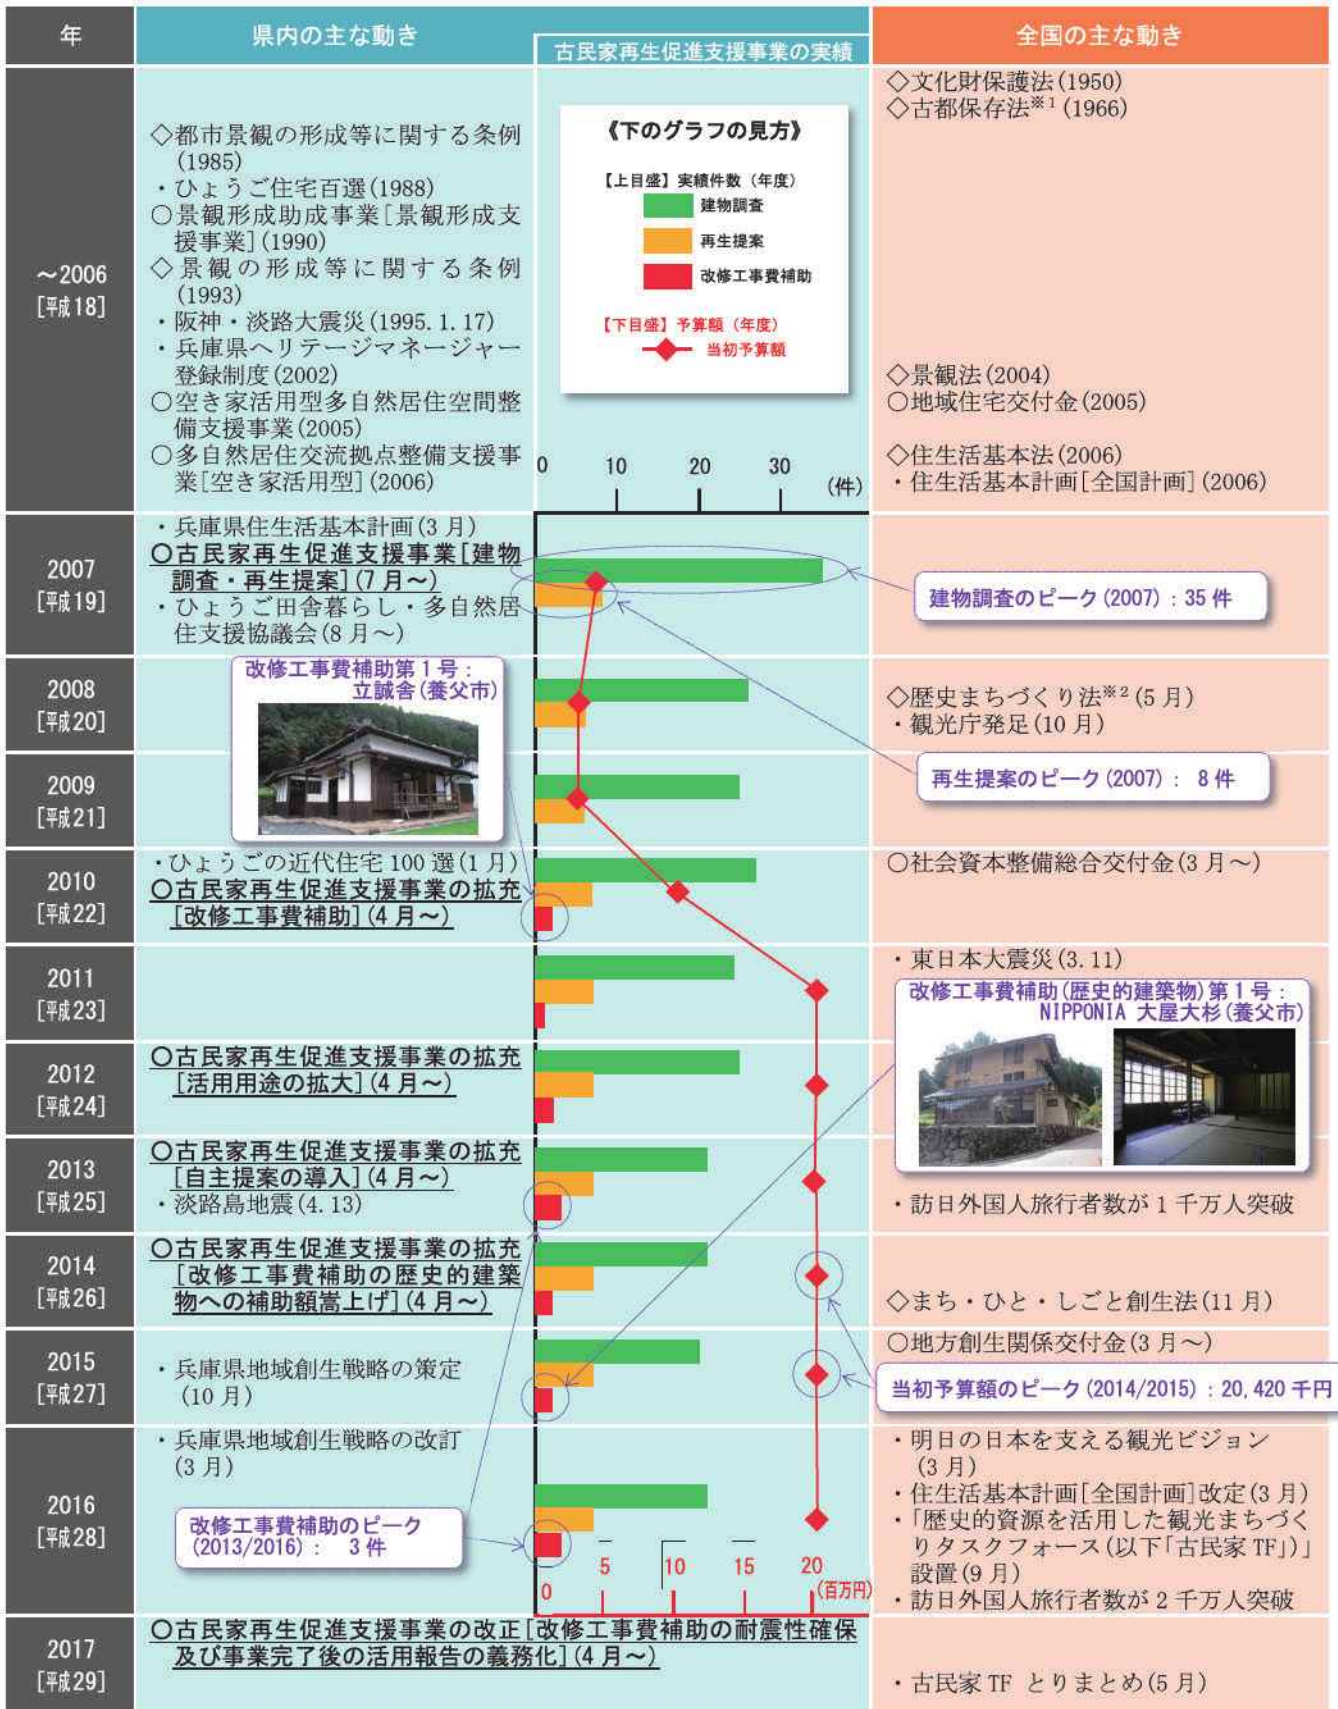 年
県内の主な動き
古民家再生促進支援事業の実績
全国の主な動き
～2006
[平成18]
◇都市景観の形成等に関する条例
(1985)
・ひょうご住宅百選(1988)
○景観形成助成事業[景観形成支
援事業](1990)
◇景観の形成等に関する条例
(1993)
・阪神・淡路大震災(1995.1.17)
・兵庫県ヘリテージマネージャー
登録制度(2002)
○空き家活用型多自然居住空間整
備支援事業(2005)
○多自然居住交流拠点整備支援事
業[空き家活用型](2006)
《下のグラフの見方》
【上目盛】実績件数（年度）
建物調査
再生提案
改修工事費補助
【下目盛】予算額（年度）
当初予算額
0 10 20 30
(件)
◇文化財保護法(1950)
◇古都保存法※1(1966)
◇景観法(2004)
○地域住宅交付金(2005)
◇住生活基本法(2006)
・住生活基本計画[全国計画](2006)
2007
[平成19]
・兵庫県住生活基本計画(3月)
○古民家再生促進支援事業[建物
調査・再生提案](7月～)
・ひょうご田舎暮らし・多自然居
住支援協議会(8月～)
建物調査のピーク(2007)：35件
2008
[平成20]
改修工事費補助第1号：
立誠舎(養父市)
◇歴史まちづくり法※2(5月)
・観光庁発足(10月)
2009
[平成21]
再生提案のピーク(2007)： 8件
2010
[平成22]
・ひょうごの近代住宅100選(1月)
○古民家再生促進支援事業の拡充
[改修工事費補助](4月～)
○社会資本整備総合交付金(3月～)
2011
[平成23]
・東日本大震災(3.11)
改修工事費補助(歴史的建築物)第1号：
NIPPONIA 大屋大杉(養父市)
2012
[平成24]
○古民家再生促進支援事業の拡充
[活用用途の拡大](4月～)
2013
[平成25]
○古民家再生促進支援事業の拡充
[自主提案の導入](4月～)
・淡路島地震(4.13)
・訪日外国人旅行者数が1千万人突破
2014
[平成26]
○古民家再生促進支援事業の拡充
[改修工事費補助の歴史的建築
物への補助額嵩上げ](4月～)
◇まち・ひと・しごと創生法(11月)
2015
[平成27]
・兵庫県地域創生戦略の策定
(10月)
○地方創生関係交付金(3月～)
当初予算額のピーク(2014/2015)：20,420千円
2016
[平成28]
・兵庫県地域創生戦略の改訂
(3月)
改修工事費補助のピーク
(2013/2016)： 3件
0 5 10 15 20
(百万円)
・明日の日本を支える観光ビジョン
(3月)
・住生活基本計画[全国計画]改定(3月)
・「歴史的資源を活用した観光まちづく
りタスクフォース(以下「古民家TF」)」
設置(9月)
・訪日外国人旅行者数が2千万人突破
2017
[平成29]
○古民家再生促進支援事業の改正[改修工事費補助の耐震性確保
及び事業完了後の活用報告の義務化](4月～)
・古民家TF とりまとめ(5月)